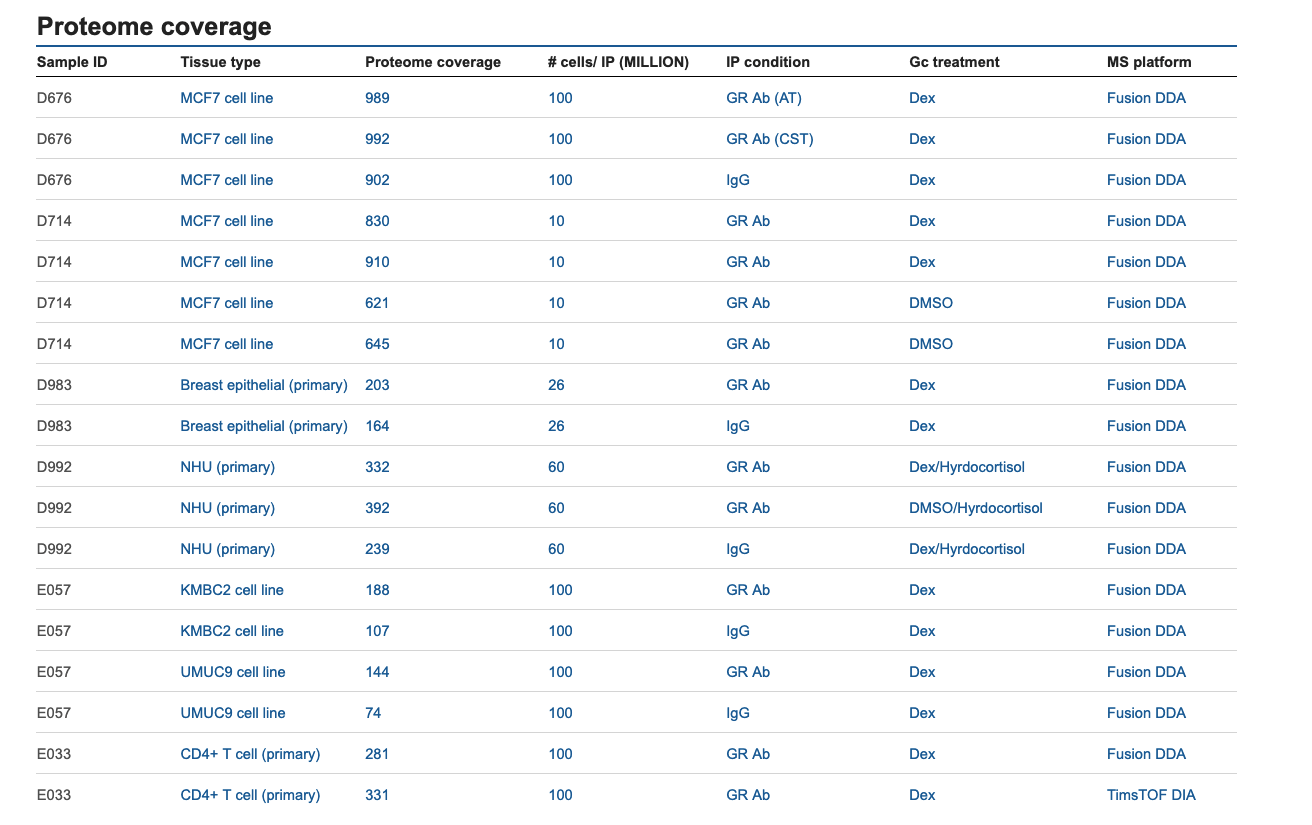 Proteome coverage
Sample ID Tissue type Proteome coverage # cells/ IP (MILLION) IP condition Gc treatment MS platform
D676 MCF7 cell line 989 100 GR Ab (AT) Dex Fusion DDA
D676 MCF7 cell line 992 100 GR Ab (CST) Dex Fusion DDA
D676 MCF7 cell line 902 100 IgG Dex Fusion DDA
D714 MCF7 cell line 830 10 GR Ab Dex Fusion DDA
D714 MCF7 cell line 910 10 GR Ab Dex Fusion DDA
D714 MCF7 cell line 621 10 GR Ab DMSO Fusion DDA
D714 MCF7 cell line 645 10 GR Ab DMSO Fusion DDA
D983 Breast epithelial (primary) 203 26 GR Ab Dex Fusion DDA
D983 Breast epithelial (primary) 164 26 IgG Dex Fusion DDA
D992 NHU (primary) 332 60 GR Ab Dex/Hyrdocortisol Fusion DDA
D992 NHU (primary) 392 60 GR Ab DMSO/Hyrdocortisol Fusion DDA
D992 NHU (primary) 239 60 IgG Dex/Hyrdocortisol Fusion DDA
E057 KMBC2 cell line 188 100 GR Ab Dex Fusion DDA
E057 KMBC2 cell line 107 100 IgG Dex Fusion DDA
E057 UMUC9 cell line 144 100 GR Ab Dex Fusion DDA
E057 UMUC9 cell line 74 100 IgG Dex Fusion DDA
E033 CD4+ T cell (primary) 281 100 GR Ab Dex Fusion DDA
E033 CD4+ T cell (primary) 331 100 GR Ab Dex TimsTOF DIA